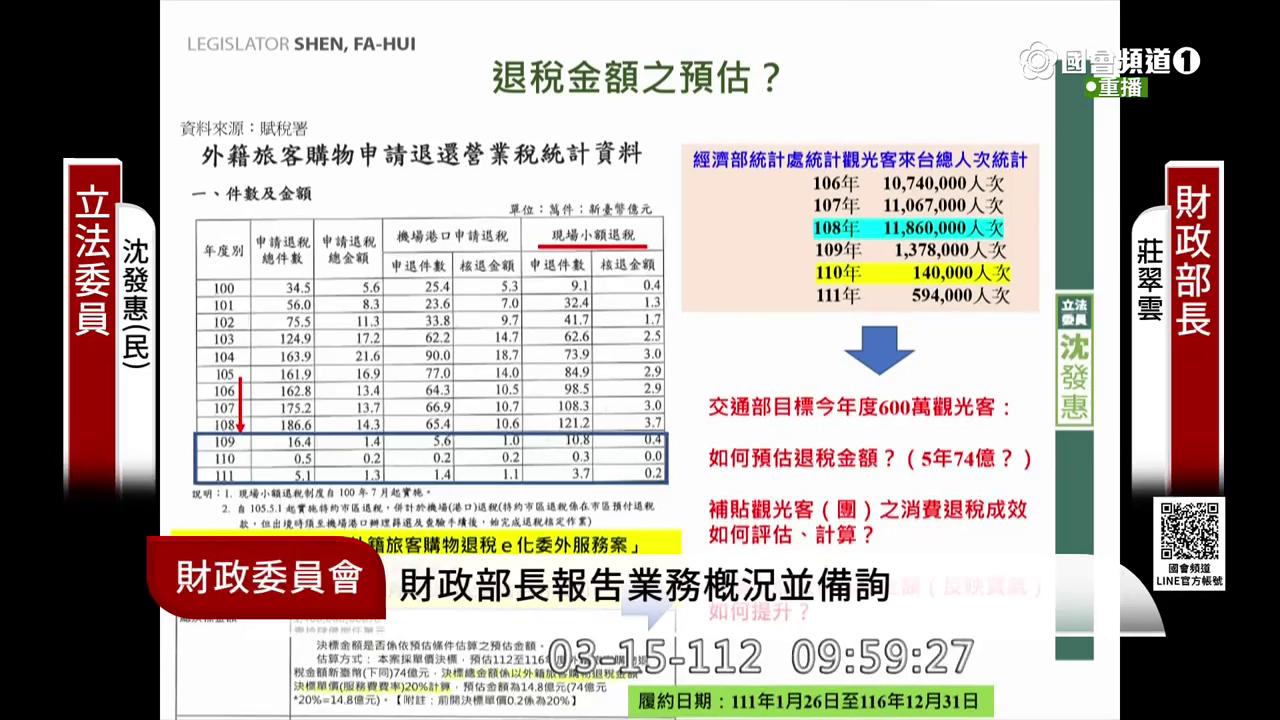 LEGISLATOR SHEN, FA-HUI
退稅金額之預估？
國會頻道1
重播
資料來源：賦稅署
外籍旅客購物申請退還營業稅統計資料
一、件數及金額
單位：萬件；新臺幣億元
年度別 申請退稅總件數 申請退稅總金額 機場港口申請退稅 現場小額退稅
申退件數 核退金額 申退件數 核退金額
100 34.5 5.6 25.4 5.3 9.1 0.4
101 56.0 8.3 23.6 7.0 32.4 1.3
102 75.5 11.3 33.8 9.7 41.7 1.7
103 124.9 17.2 62.2 14.7 62.6 2.5
104 163.9 21.6 90.0 18.7 73.9 3.0
105 161.9 16.9 77.0 14.0 84.9 2.9
106 162.8 13.4 64.3 10.5 98.5 2.9
107 175.2 13.7 66.9 10.7 108.3 3.0
108 186.6 14.3 65.4 10.6 121.2 3.7
109 16.4 1.4 5.6 1.0 10.8 0.4
110 0.5 0.2 0.2 0.2 0.3 0.0
111 5.1 1.3 1.4 1.1 3.7 0.2
說明：1. 現場小額退稅制度自100年7月起實施。
2. 自105.5.1起實施特約市區退稅，併計於機場(港口)退稅(特約市區退稅係在市區預付退稅
款，但出境時須至機場港口辦理篩選及查驗手續後，始完成退稅核定作業)
外籍旅客購物退稅ｅ化委外服務案」
經濟部統計處統計觀光客來台總人次統計
106年 10,740,000人次
107年 11,067,000人次
108年 11,860,000人次
109年 1,378,000人次
110年 140,000人次
111年 594,000人次
交通部目標今年度600萬觀光客：
如何預估退稅金額？（5年74億？）
補貼觀光客（團）之消費退稅成效
如何評估、計算？
如何提升？
立法委員
沈發惠(民)
財政部長
莊翠雲
立法
委員
沈發惠
國會頻道
LINE官方帳號
財政委員會
財政部長報告業務概況並備詢
決標金額是否係依預估條件估算之預估金額。
估算方式： 本案採單價決標，預估112至116年度外籍旅客購物退
稅金額新臺幣(下同)74億元，決標總金額係以外籍旅客購物退稅金額
決標單價(服務費費率)20%計算，預估金額為14.8億元(74億元
*20%=14.8億元)。【附註：前開決標單價0.2係為20%】
03-15-112 09:59:27
履約日期：111年1月26日至116年12月31日